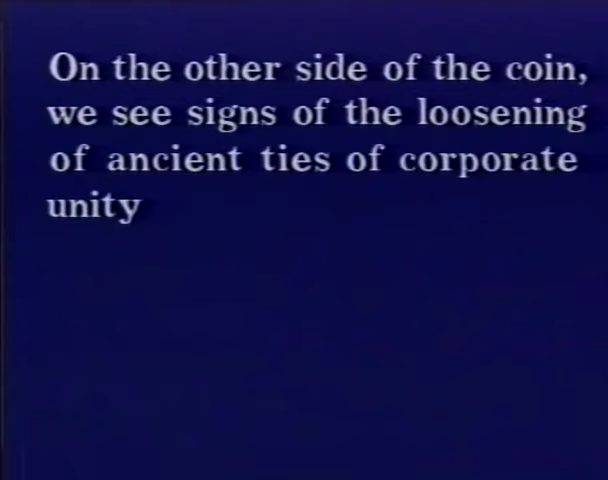 On the other side of the coin,
we see signs of the loosening
of ancient ties of corporate
unity